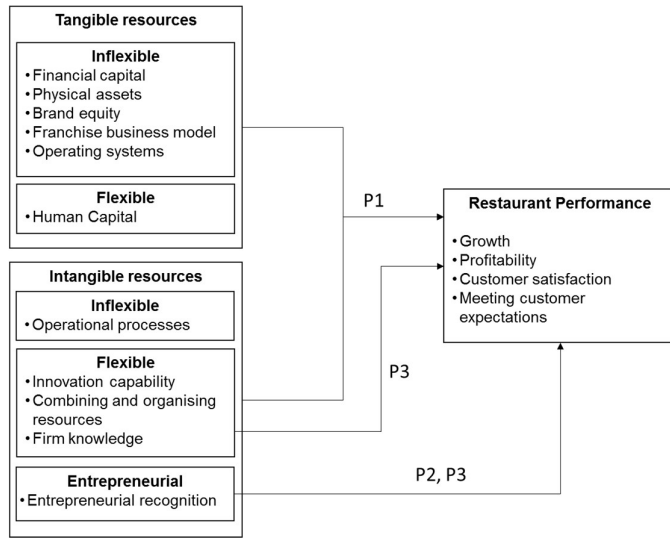 Tangible resources
Inflexible
• Financial capital
• Physical assets
• Brand equity
• Franchise business model
• Operating systems
Flexible
• Human Capital
Intangible resources
Inflexible
• Operational processes
Flexible
• Innovation capability
• Combining and organising
resources
• Firm knowledge
Entrepreneurial
• Entrepreneurial recognition
P1
P3
P2, P3
Restaurant Performance
• Growth
• Profitability
• Customer satisfaction
• Meeting customer
expectations